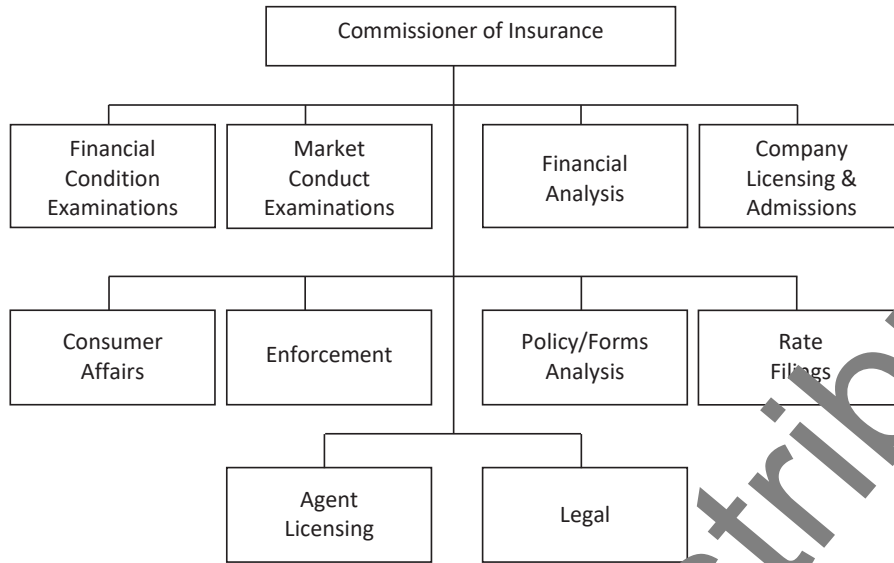 Commissioner of Insurance
Financial
Condition
Examinations
Market
Conduct
Examinations
Financial
Analysis
Company
Licensing &
Admissions
Consumer
Affairs
Enforcement
Policy/Forms
Analysis
Rate
Filings
Agent
Licensing
Legal